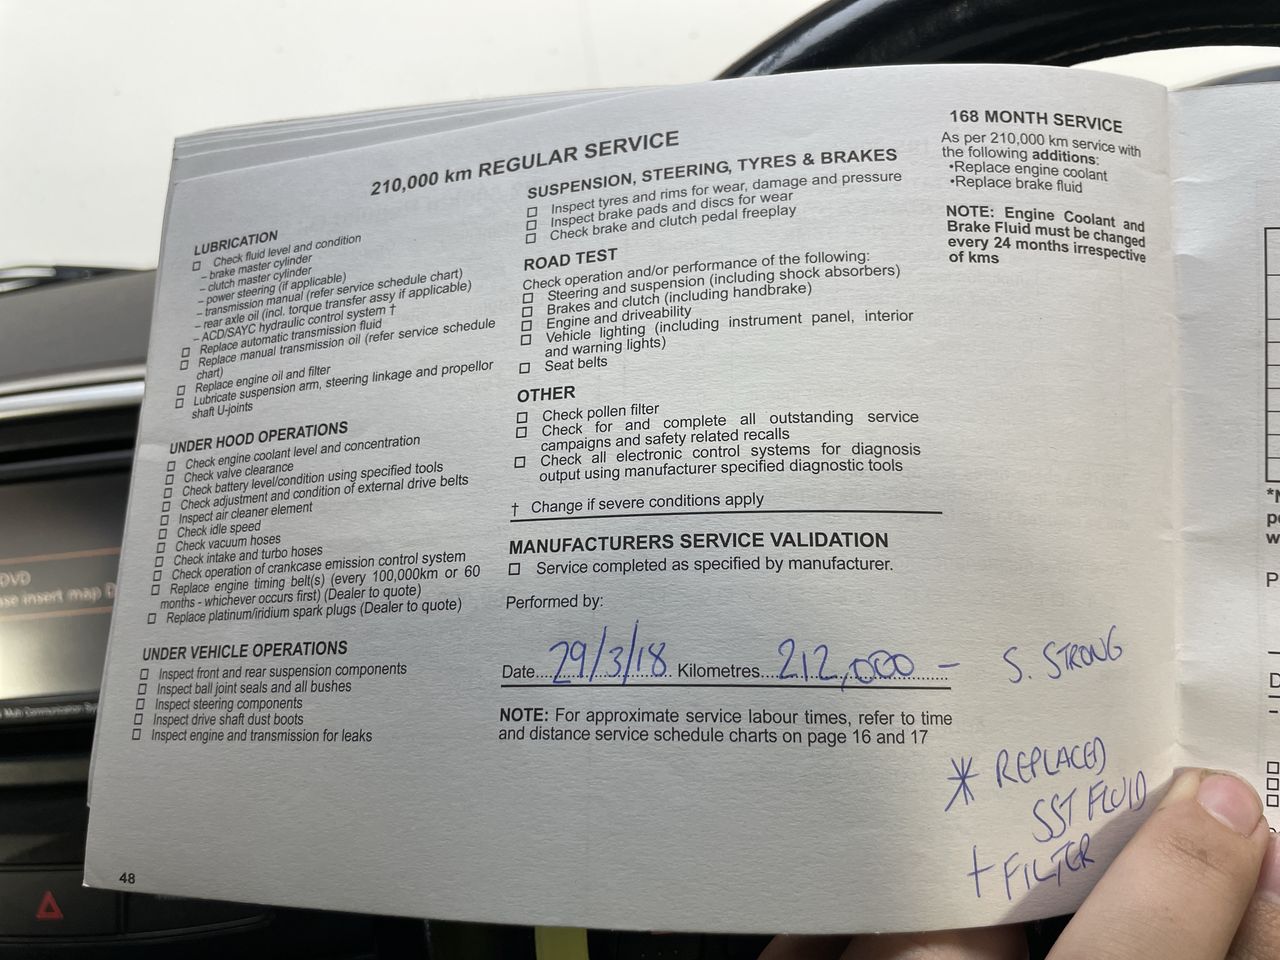 210,000 km REGULAR SERVICE
LUBRICATION
Check fluid level and condition
– brake master cylinder
– clutch master cylinder
– power steering (if applicable)
– transmission manual (refer service schedule chart)
– rear axle oil (incl. torque transfer assy if applicable)
– ACD/SAYC hydraulic control system †
Replace automatic transmission fluid
Replace manual transmission oil (refer service schedule
chart)
Replace engine oil and filter
Lubricate suspension arm, steering linkage and propellor
shaft U-joints
UNDER HOOD OPERATIONS
Check engine coolant level and concentration
Check valve clearance
Check battery level/condition using specified tools
Check adjustment and condition of external drive belts
Inspect air cleaner element
Check idle speed
Check vacuum hoses
Check intake and turbo hoses
Check operation of crankcase emission control system
Replace engine timing belt(s) (every 100,000km or 60
months - whichever occurs first) (Dealer to quote)
Replace platinum/iridium spark plugs (Dealer to quote)
UNDER VEHICLE OPERATIONS
Inspect front and rear suspension components
Inspect ball joint seals and all bushes
Inspect steering components
Inspect drive shaft dust boots
Inspect engine and transmission for leaks
48
SUSPENSION, STEERING, TYRES & BRAKES
Inspect tyres and rims for wear, damage and pressure
Inspect brake pads and discs for wear
Check brake and clutch pedal freeplay
ROAD TEST
Check operation and/or performance of the following:
Steering and suspension (including shock absorbers)
Brakes and clutch (including handbrake)
Engine and driveability
Vehicle lighting (including instrument panel, interior
and warning lights)
Seat belts
OTHER
Check pollen filter
Check for and complete all outstanding service
campaigns and safety related recalls
Check all electronic control systems for diagnosis
output using manufacturer specified diagnostic tools
† Change if severe conditions apply
MANUFACTURERS SERVICE VALIDATION
Service completed as specified by manufacturer.
Performed by:
Date 29/3/18 Kilometres 212,000 – S. STRONG
NOTE: For approximate service labour times, refer to time
and distance service schedule charts on page 16 and 17
* REPLACED
SST FLUID
+ FILTER
168 MONTH SERVICE
As per 210,000 km service with
the following additions:
•Replace engine coolant
•Replace brake fluid
NOTE: Engine Coolant and
Brake Fluid must be changed
every 24 months irrespective
of kms
DVD
insert map
Multi Communication